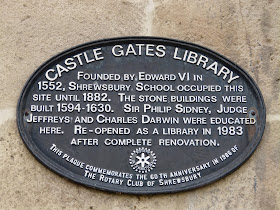 CASTLE GATES LIBRARY
FOUNDED BY EDWARD VI IN
1552, SHREWSBURY SCHOOL OCCUPIED THIS
SITE UNTIL 1882. THE STONE BUILDINGS WERE
BUILT 1594-1630. SIR PHILIP SIDNEY, JUDGE
JEFFREYS AND CHARLES DARWIN WERE EDUCATED
HERE. RE-OPENED AS A LIBRARY IN 1983
AFTER COMPLETE RENOVATION.
THIS PLAQUE COMMEMORATES THE 60TH ANNIVERSARY IN 1986 OF
THE ROTARY CLUB OF SHREWSBURY